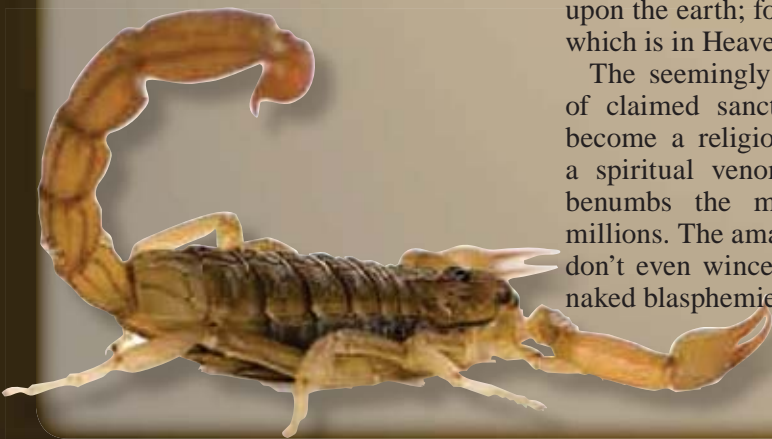 upon the earth; fo
which is in Heave
The seemingly
of claimed sanct
become a religio
a spiritual venom
benumbs the m
millions. The ama
don't even wince
naked blasphemie